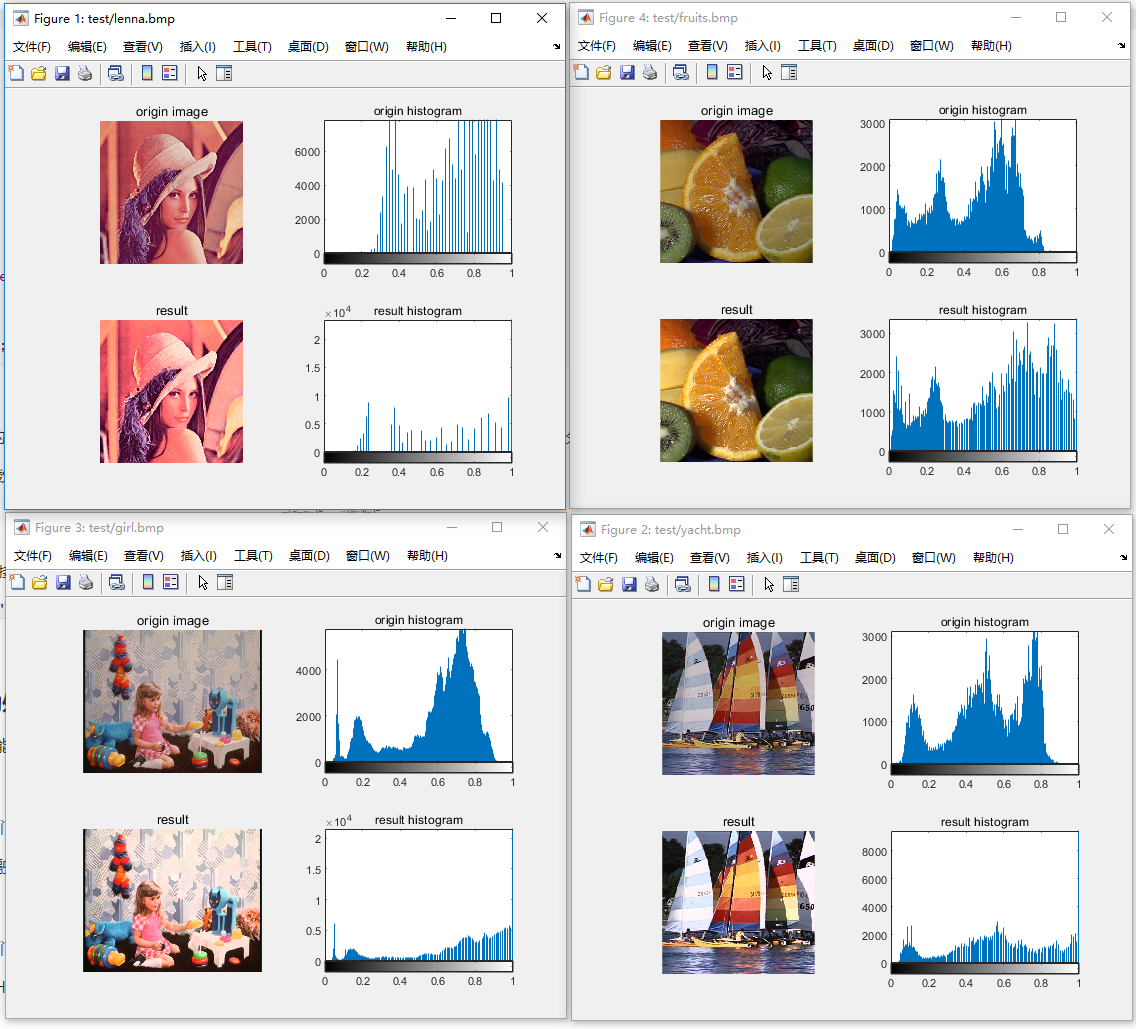 Figure 1: test/lenna.bmp
文件(F) 编辑(E) 查看(V) 插入(I) 工具(T) 桌面(D) 窗口(W) 帮助(H)
origin image
origin histogram
6000
4000
2000
0
0 0.2 0.4 0.6 0.8 1
result
×10^4 result histogram
2
1.5
1
0.5
0
0 0.2 0.4 0.6 0.8 1
Figure 4: test/fruits.bmp
文件(F) 编辑(E) 查看(V) 插入(I) 工具(T) 桌面(D) 窗口(W) 帮助(H)
origin image
origin histogram
3000
2000
1000
0
0 0.2 0.4 0.6 0.8 1
result
result histogram
3000
2000
1000
0
0 0.2 0.4 0.6 0.8 1
Figure 3: test/girl.bmp
文件(F) 编辑(E) 查看(V) 插入(I) 工具(T) 桌面(D) 窗口(W) 帮助(H)
origin image
origin histogram
4000
2000
0
0 0.2 0.4 0.6 0.8 1
result
×10^4 result histogram
2
1.5
1
0.5
0
0 0.2 0.4 0.6 0.8 1
Figure 2: test/yacht.bmp
文件(F) 编辑(E) 查看(V) 插入(I) 工具(T) 桌面(D) 窗口(W) 帮助(H)
origin image
origin histogram
3000
2000
1000
0
0 0.2 0.4 0.6 0.8 1
result
result histogram
8000
6000
4000
2000
0
0 0.2 0.4 0.6 0.8 1